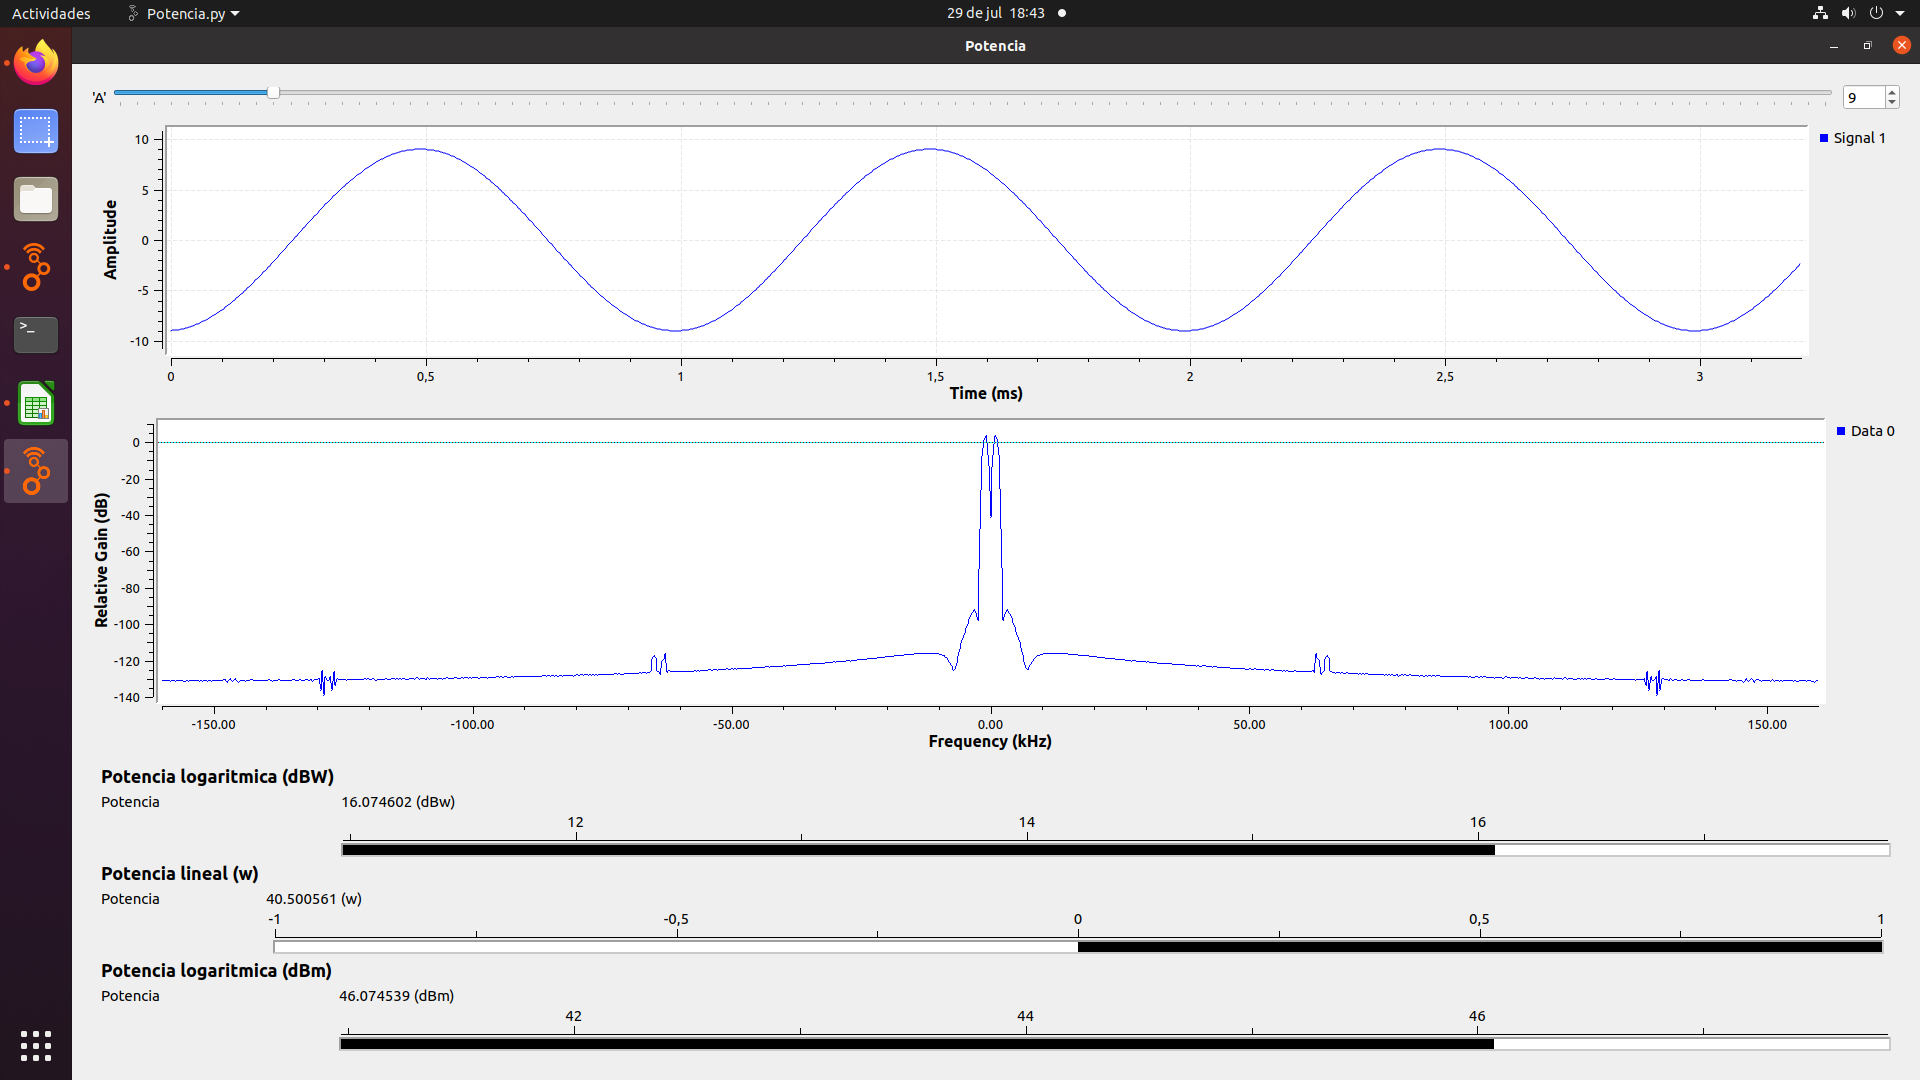 Actividades Potencia.py 29 de jul 18:43
Potencia
'A' 9
Signal 1
Amplitude
10
5
0
-5
-10
0 0,5 1 1,5 2 2,5 3
Time (ms)
Data 0
Relative Gain (dB)
0
-20
-40
-60
-80
-100
-120
-140
-150.00 -100.00 -50.00 0.00 50.00 100.00 150.00
Frequency (kHz)
Potencia logaritmica (dBW)
Potencia 16.074602 (dBw)
12 14 16
Potencia lineal (w)
Potencia 40.500561 (w)
-1 -0,5 0 0,5 1
Potencia logaritmica (dBm)
Potencia 46.074539 (dBm)
42 44 46